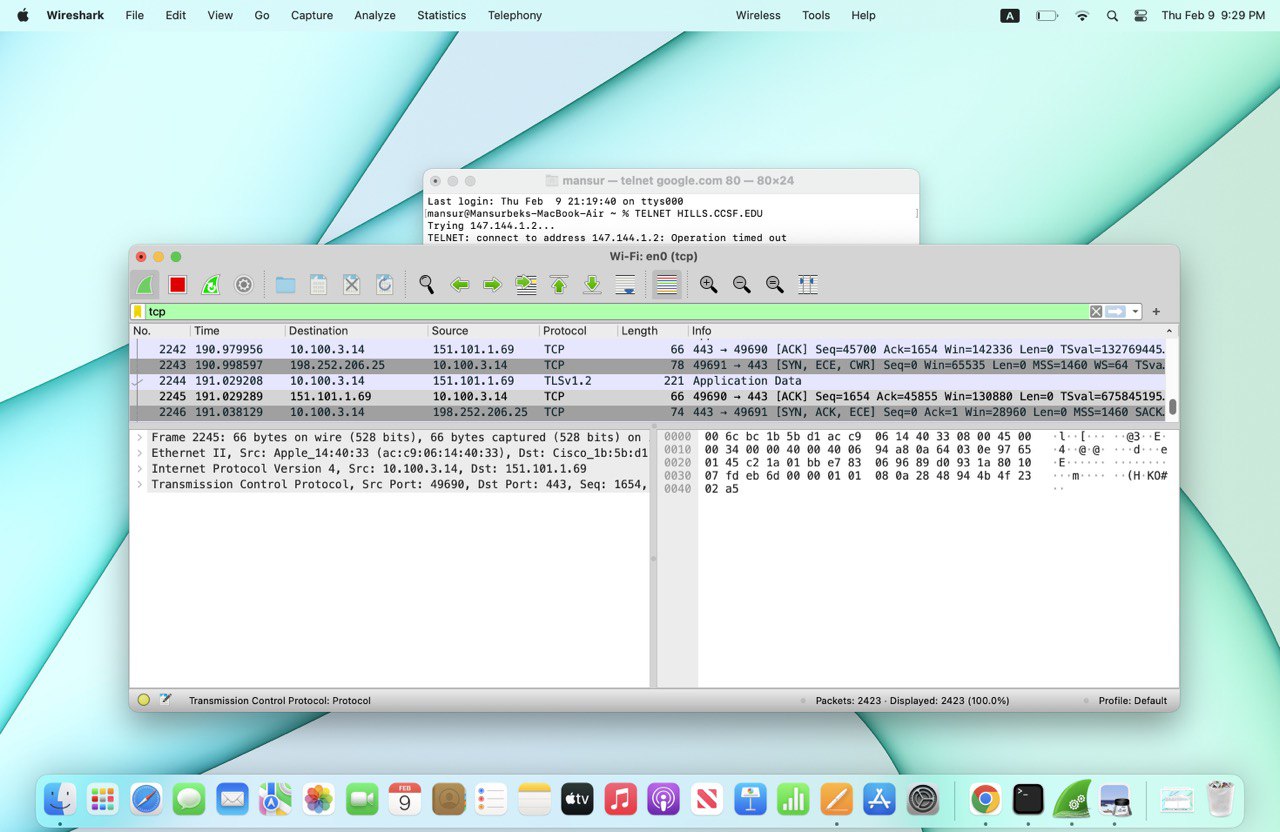 Wireshark File Edit View Go Capture Analyze Statistics Telephony Wireless Tools Help A Thu Feb 9 9:29 PM
mansur — telnet google.com 80 — 80×24
Last login: Thu Feb  9 21:19:40 on ttys000
[mansur@Mansurbeks-MacBook-Air ~ % TELNET HILLS.CCSF.EDU ]
Trying 147.144.1.2...
TELNET: connect to address 147.144.1.2: Operation timed out
Wi-Fi: en0 (tcp)
tcp
No. Time Destination Source Protocol Length Info
2242 190.979956 10.100.3.14 151.101.1.69 TCP 66 443 → 49690 [ACK] Seq=45700 Ack=1654 Win=142336 Len=0 TSval=132769445…
2243 190.998597 198.252.206.25 10.100.3.14 TCP 78 49691 → 443 [SYN, ECE, CWR] Seq=0 Win=65535 Len=0 MSS=1460 WS=64 TSva…
2244 191.029208 10.100.3.14 151.101.1.69 TLSv1.2 221 Application Data
2245 191.029289 151.101.1.69 10.100.3.14 TCP 66 49690 → 443 [ACK] Seq=1654 Ack=45855 Win=130880 Len=0 TSval=675845195…
2246 191.038129 10.100.3.14 198.252.206.25 TCP 74 443 → 49691 [SYN, ACK, ECE] Seq=0 Ack=1 Win=28960 Len=0 MSS=1460 SACK…
Frame 2245: 66 bytes on wire (528 bits), 66 bytes captured (528 bits) on
Ethernet II, Src: Apple_14:40:33 (ac:c9:06:14:40:33), Dst: Cisco_1b:5b:d1
Internet Protocol Version 4, Src: 10.100.3.14, Dst: 151.101.1.69
Transmission Control Protocol, Src Port: 49690, Dst Port: 443, Seq: 1654,
0000 00 6c bc 1b 5b d1 ac c9 06 14 40 33 08 00 45 00 ·l··[··· ··@3··E·
0010 00 34 00 00 40 00 40 06 94 a8 0a 64 03 0e 97 65 ·4··@·@· ···d···e
0020 01 45 c2 1a 01 bb e7 83 06 96 89 d0 93 1a 80 10 ·E······ ········
0030 07 fd eb 6d 00 00 01 01 08 0a 28 48 94 4b 4f 23 ···m···· ··(H·KO#
0040 02 a5 ··
Transmission Control Protocol: Protocol Packets: 2423 · Displayed: 2423 (100.0%) Profile: Default
FEB
9
tv